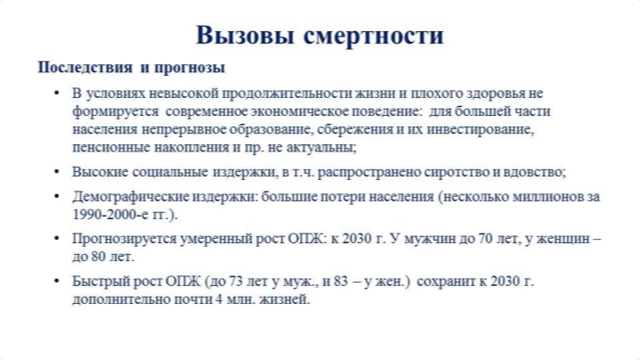 Вызовы смертности
Последствия и прогнозы
• В условиях невысокой продолжительности жизни и плохого здоровья не
формируется современное экономическое поведение: для большей части
населения непрерывное образование, сбережения и их инвестирование,
пенсионные накопления и пр. не актуальны;
• Высокие социальные издержки, в т.ч. распространено сиротство и вдовство;
• Демографические издержки: большие потери населения (несколько миллионов за
1990-2000-е гг.).
• Прогнозируется умеренный рост ОПЖ: к 2030 г. У мужчин до 70 лет, у женщин –
до 80 лет.
• Быстрый рост ОПЖ (до 73 лет у муж., и 83 – у жен.) сохранит к 2030 г.
дополнительно почти 4 млн. жизней.